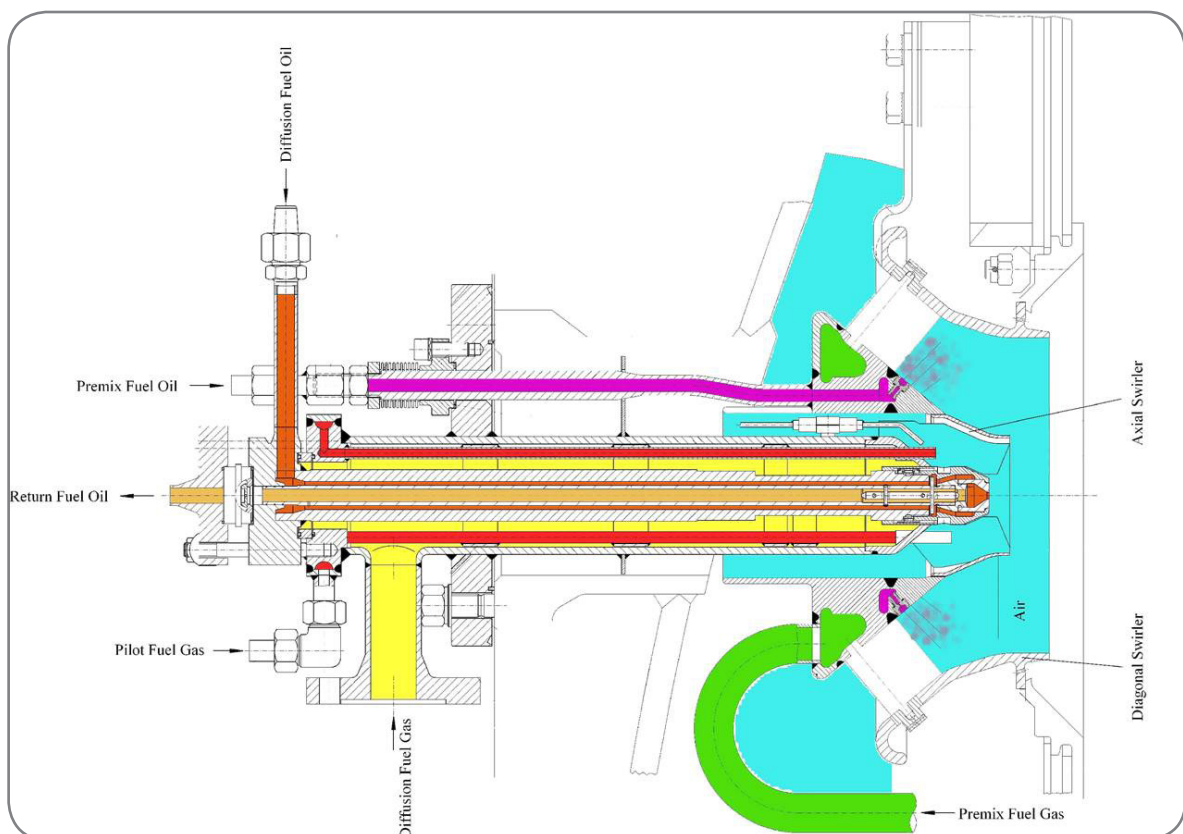 Diffusion Fuel Oil
Premix Fuel Oil
Axial Swirler
Return Fuel Oil
Air
Pilot Fuel Gas
Diagonal Swirler
Diffusion Fuel Gas
Premix Fuel Gas